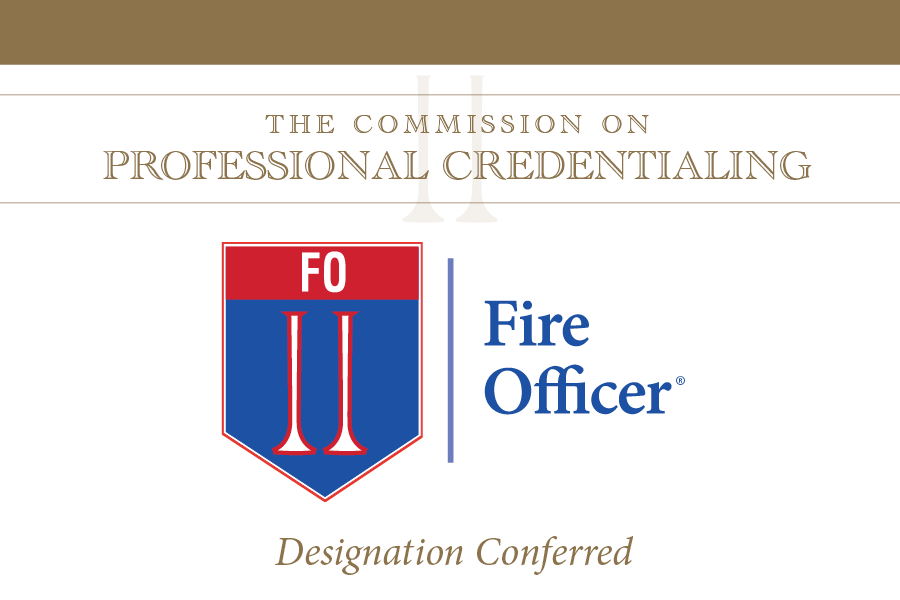 THE COMMISSION ON
PROFESSIONAL CREDENTIALING
FO
Fire
Officer®
Designation Conferred